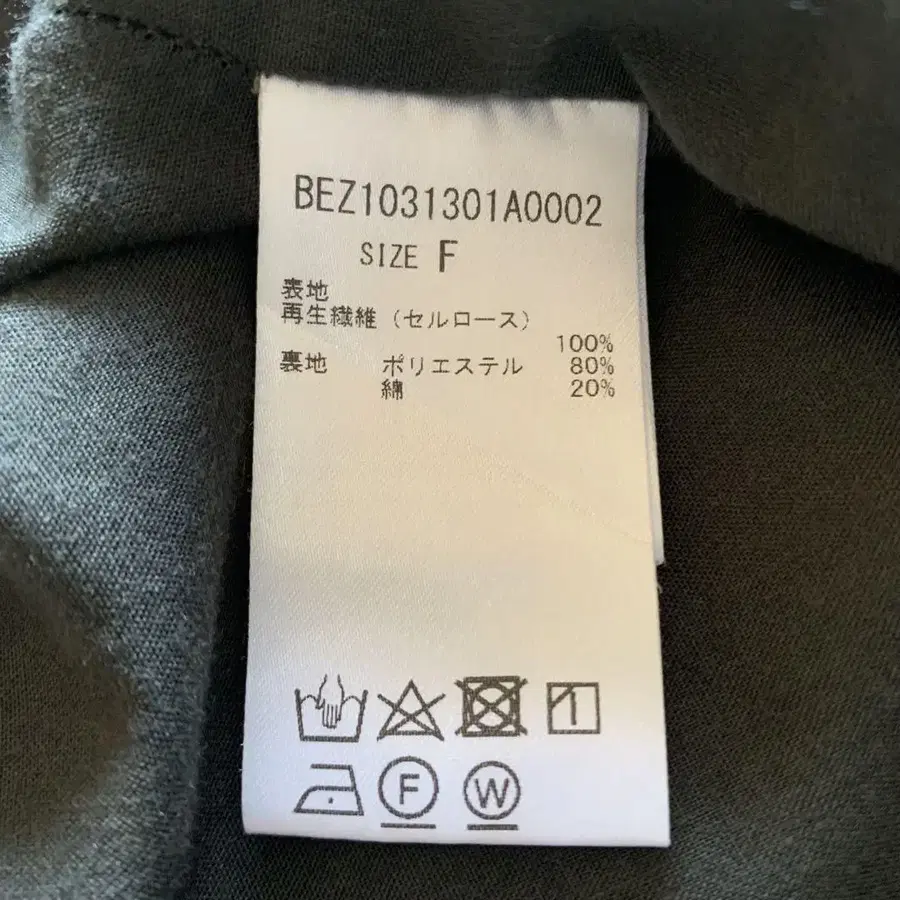 BEZ1031301A0002
SIZE F
表地
再生繊維(セルロース)
100%
裏地 ポリエステル 80%
綿 20%
F W